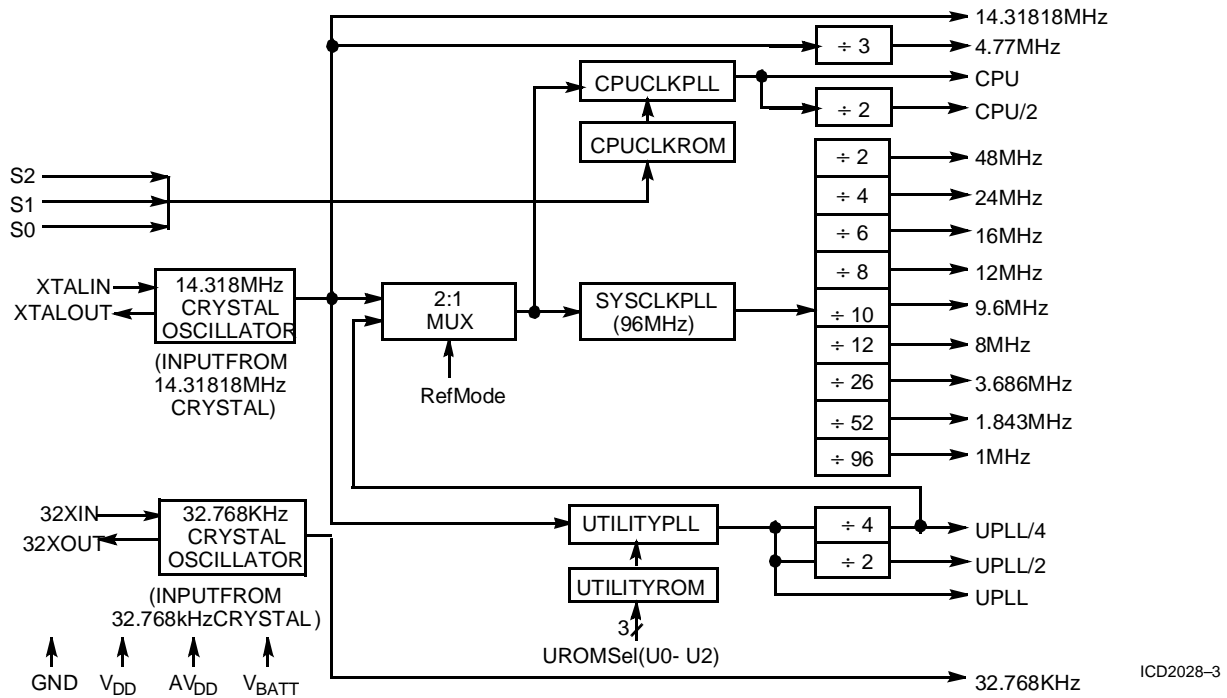 14.31818MHz
÷ 3
4.77MHz
CPUCLKPLL
CPU
÷ 2
CPU/2
CPUCLKROM
÷ 2
48MHz
S2
S1
S0
÷ 4
24MHz
÷ 6
16MHz
÷ 8
12MHz
XTALIN
XTALOUT
14.318MHz
CRYSTAL
OSCILLATOR
(INPUTFROM
14.31818MHz
CRYSTAL)
2:1
MUX
RefMode
SYSCLKPLL
(96MHz)
÷ 10
9.6MHz
÷ 12
8MHz
÷ 26
3.686MHz
÷ 52
1.843MHz
÷ 96
1MHz
32XIN
32XOUT
32.768KHz
CRYSTAL
OSCILLATOR
(INPUTFROM
32.768kHzCRYSTAL)
UTILITYPLL
÷ 4
UPLL/4
÷ 2
UPLL/2
UPLL
UTILITYROM
3
UROMSel(U0- U2)
GND
VDD
AVDD
VBATT
32.768KHz
ICD2028–3